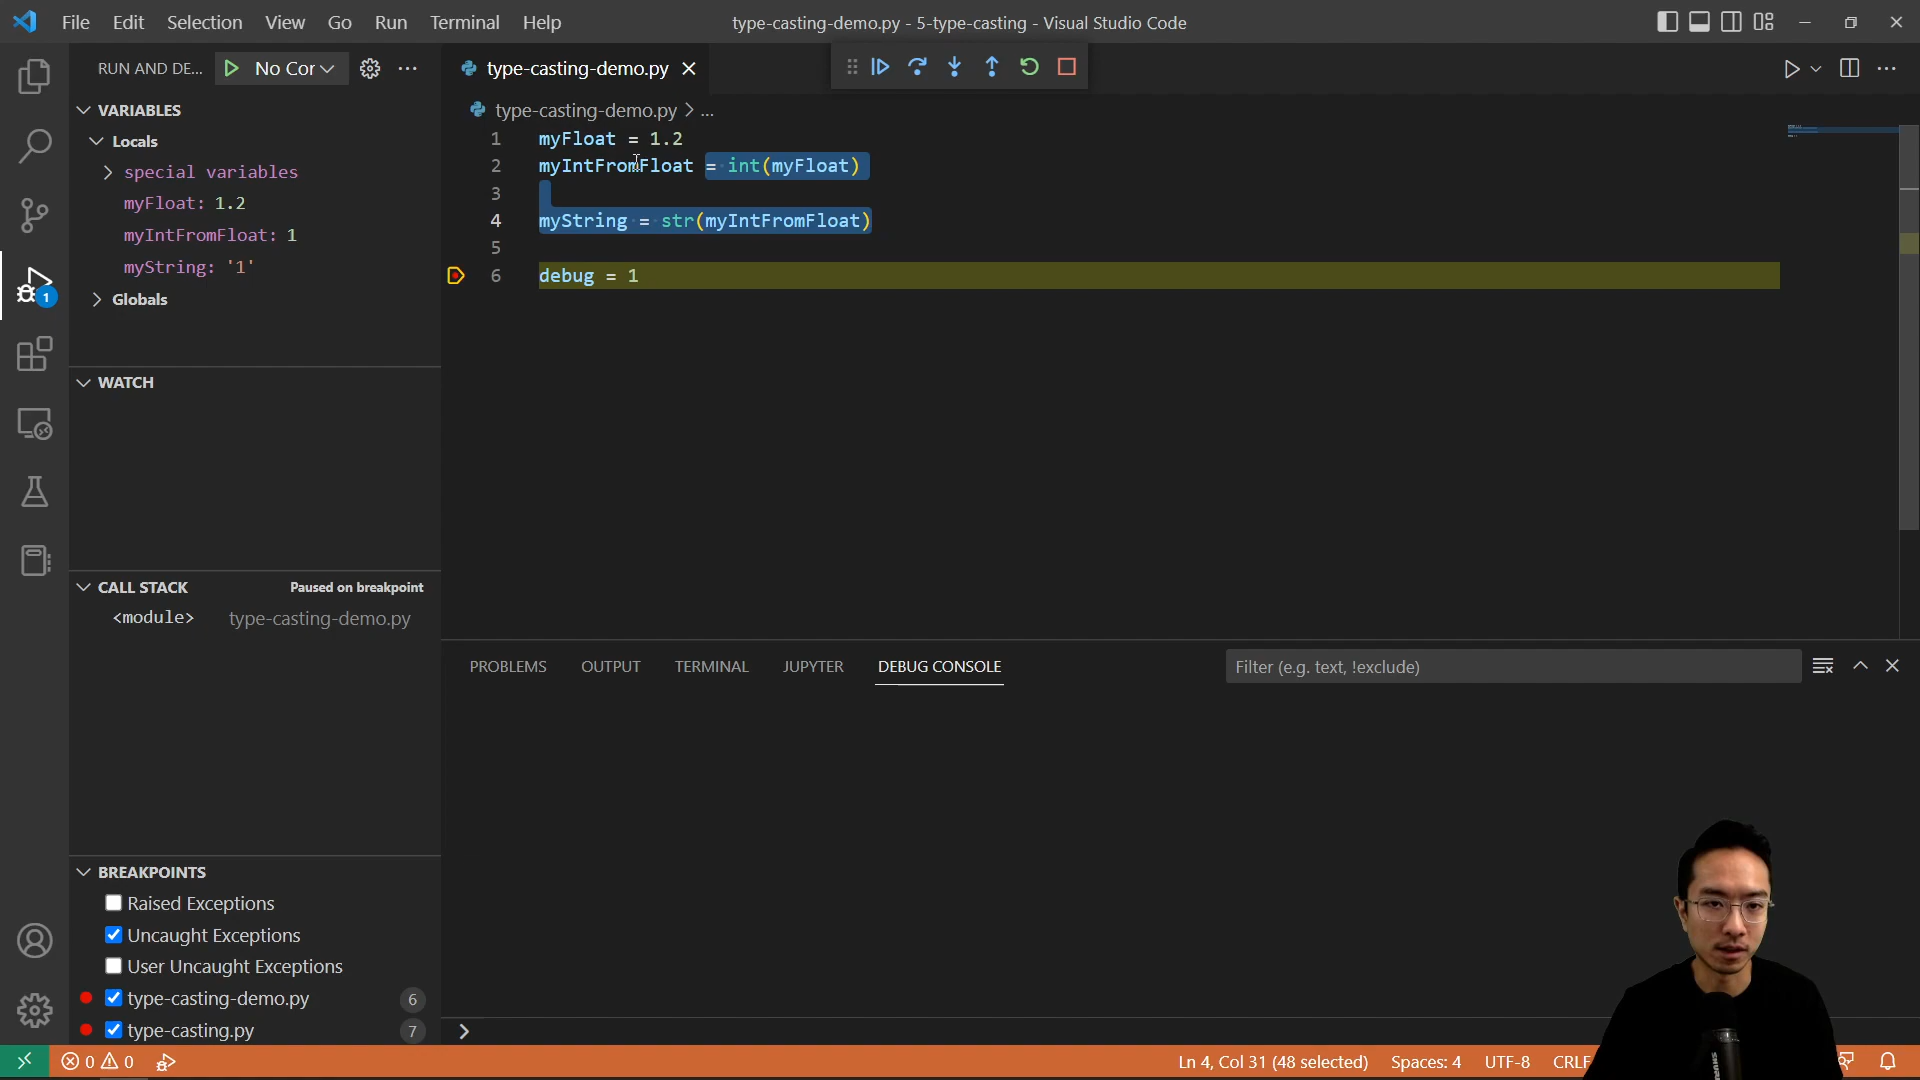 File Edit Selection View Go Run Terminal Help
type-casting-demo.py - 5-type-casting - Visual Studio Code
RUN AND DE...
No Cor
type-casting-demo.py
type-casting-demo.py > ...
VARIABLES
Locals
special variables
myFloat: 1.2
myIntFromFloat: 1
myString: '1'
Globals
WATCH
CALL STACK
Paused on breakpoint
<module>
type-casting-demo.py
BREAKPOINTS
Raised Exceptions
Uncaught Exceptions
User Uncaught Exceptions
type-casting-demo.py 6
type-casting.py 7
1 myFloat = 1.2
2 myIntFromFloat = int(myFloat)
3
4 myString = str(myIntFromFloat)
5
6 debug = 1
PROBLEMS OUTPUT TERMINAL JUPYTER DEBUG CONSOLE
Filter (e.g. text, !exclude)
1
0 0
Ln 4, Col 31 (48 selected) Spaces: 4 UTF-8 CRLF